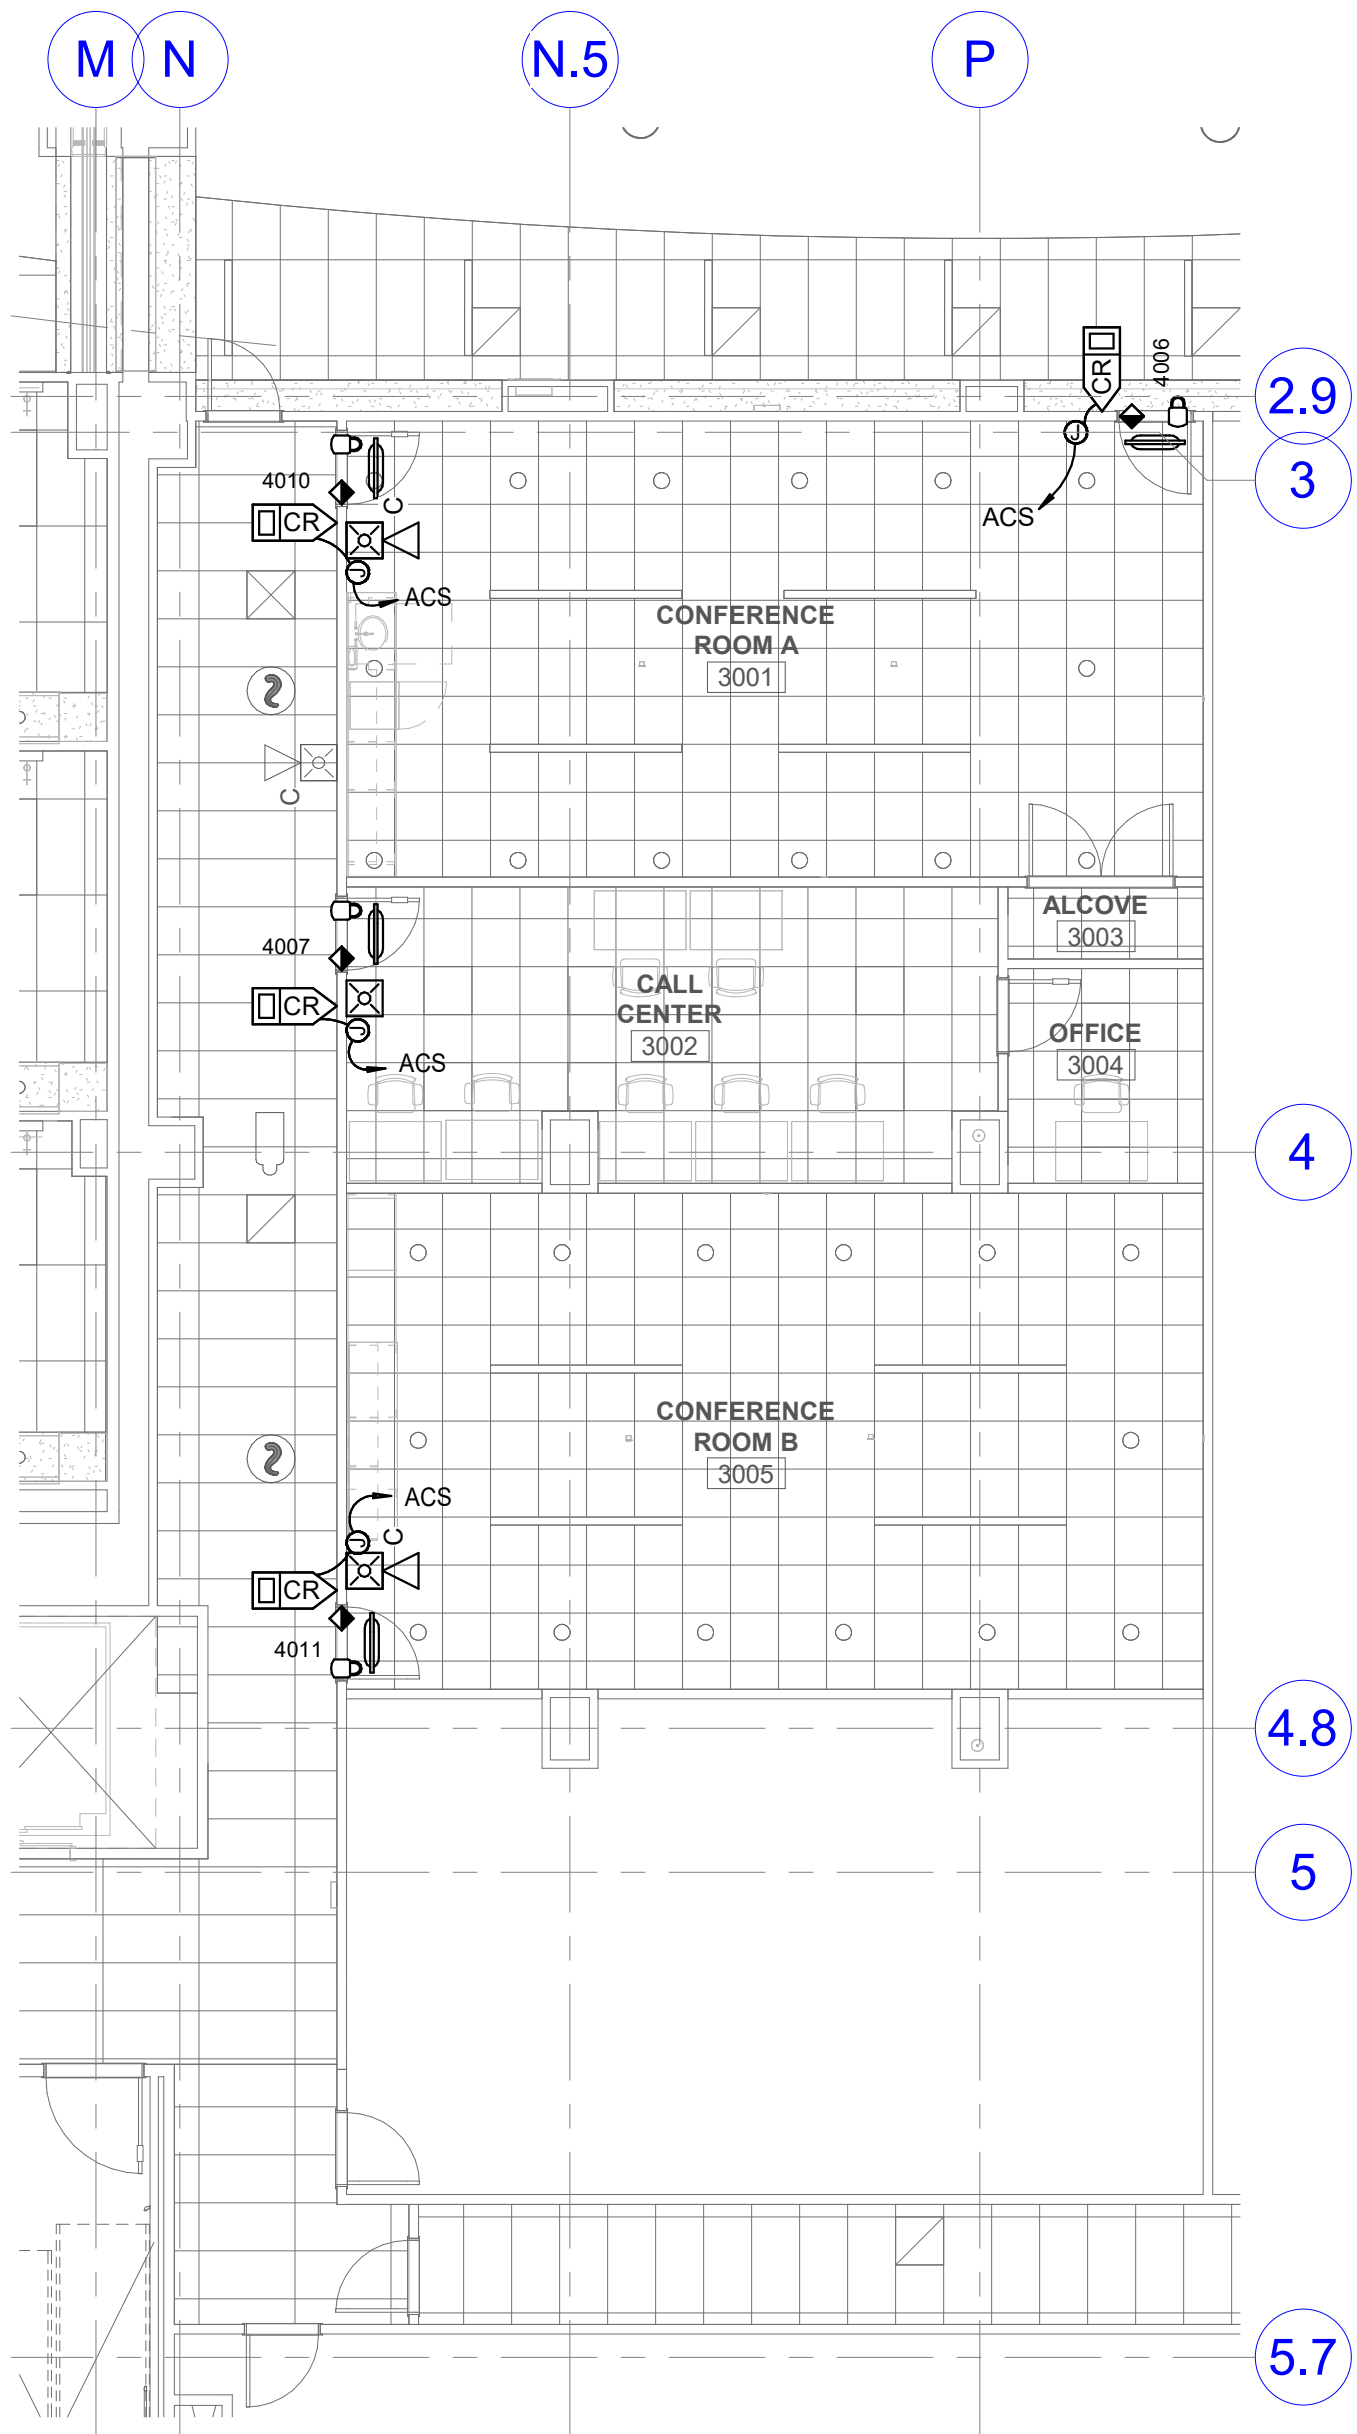 M
N
N.5
P
2.9
3
4
4.8
5
5.7
CR
4006
J
ACS
4010
CR
C
J
ACS
CONFERENCE
ROOM A
3001
C
ALCOVE
3003
4007
CR
J
ACS
CALL
CENTER
3002
OFFICE
3004
CONFERENCE
ROOM B
3005
ACS
C
J
CR
4011